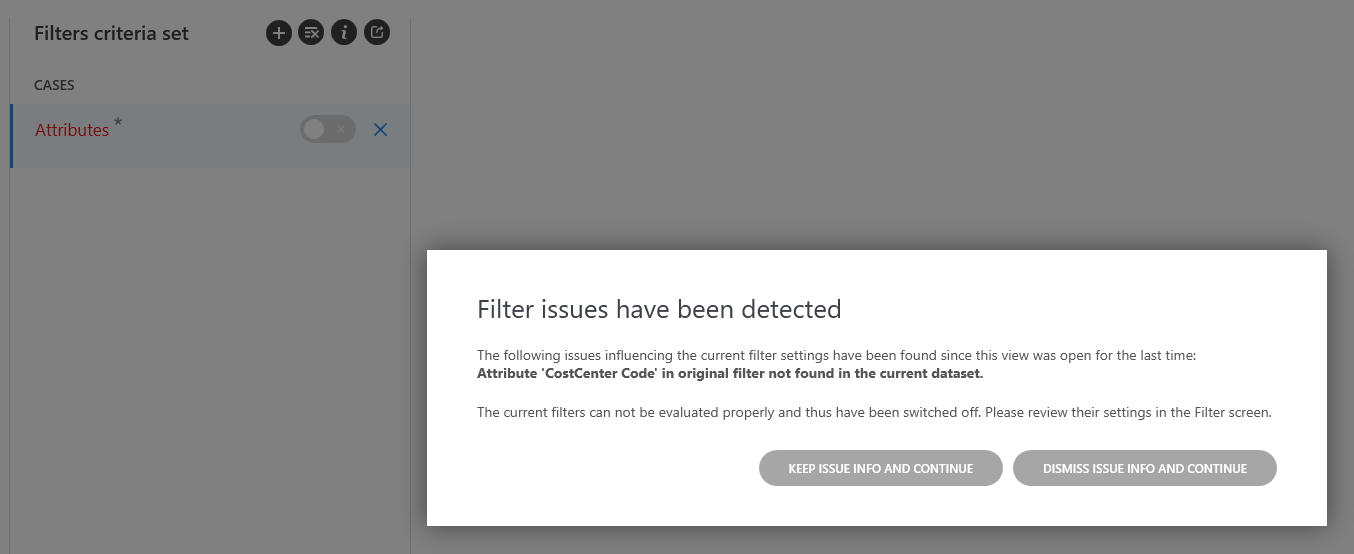 Filters criteria set
CASES
Attributes *
Filter issues have been detected
The following issues influencing the current filter settings have been found since this view was open for the last time:
Attribute 'CostCenter Code' in original filter not found in the current dataset.
The current filters can not be evaluated properly and thus have been switched off. Please review their settings in the Filter screen.
KEEP ISSUE INFO AND CONTINUE
DISMISS ISSUE INFO AND CONTINUE